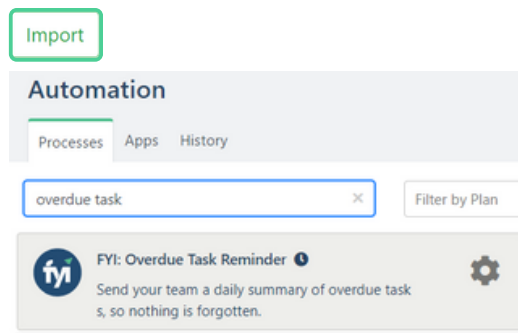 Import
Automation
Processes Apps History
overdue task × Filter by Plan
fyi FYI: Overdue Task Reminder
Send your team a daily summary of overdue task
s, so nothing is forgotten.